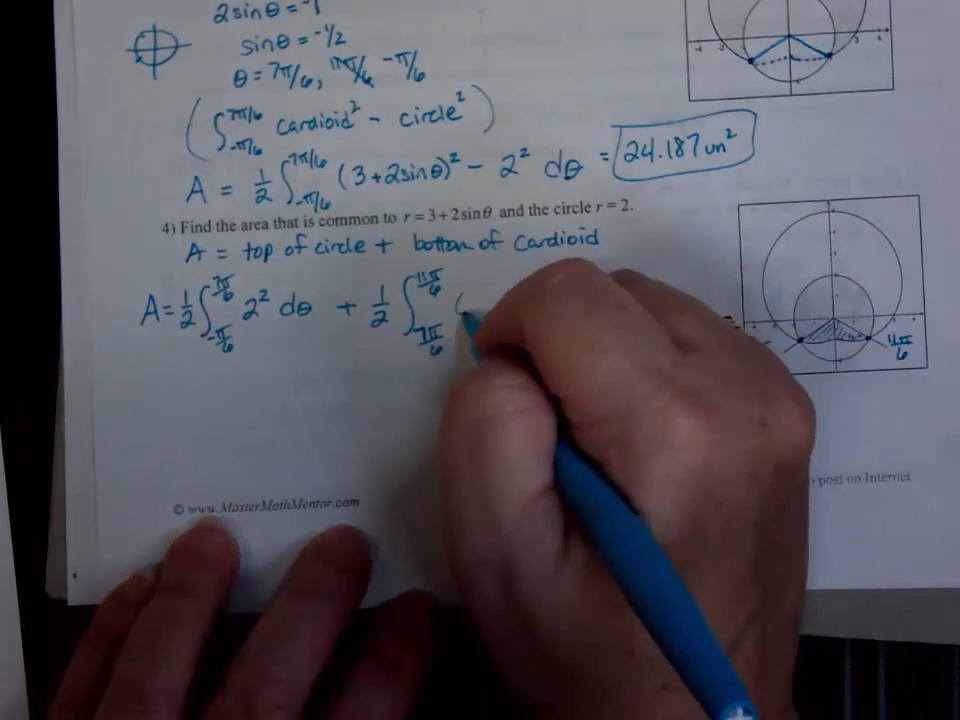 2sinθ = -1
sinθ = -1/2
θ = 7π/6, 11π/6 -π/6
(∫_{-π/6}^{7π/6} cardioid² - circle²)
A = 1/2 ∫_{-π/6}^{7π/6} (3+2sinθ)² - 2² dθ = 24.187 un²
4) Find the area that is common to r = 3 + 2 sin θ and the circle r = 2.
A = top of circle + bottom of Cardioid
A = 1/2 ∫_{-π/6}^{7π/6} 2² dθ + 1/2 ∫_{7π/6}^{11π/6} (
11π/6
post on Internet
© www.MasterMathMentor.com